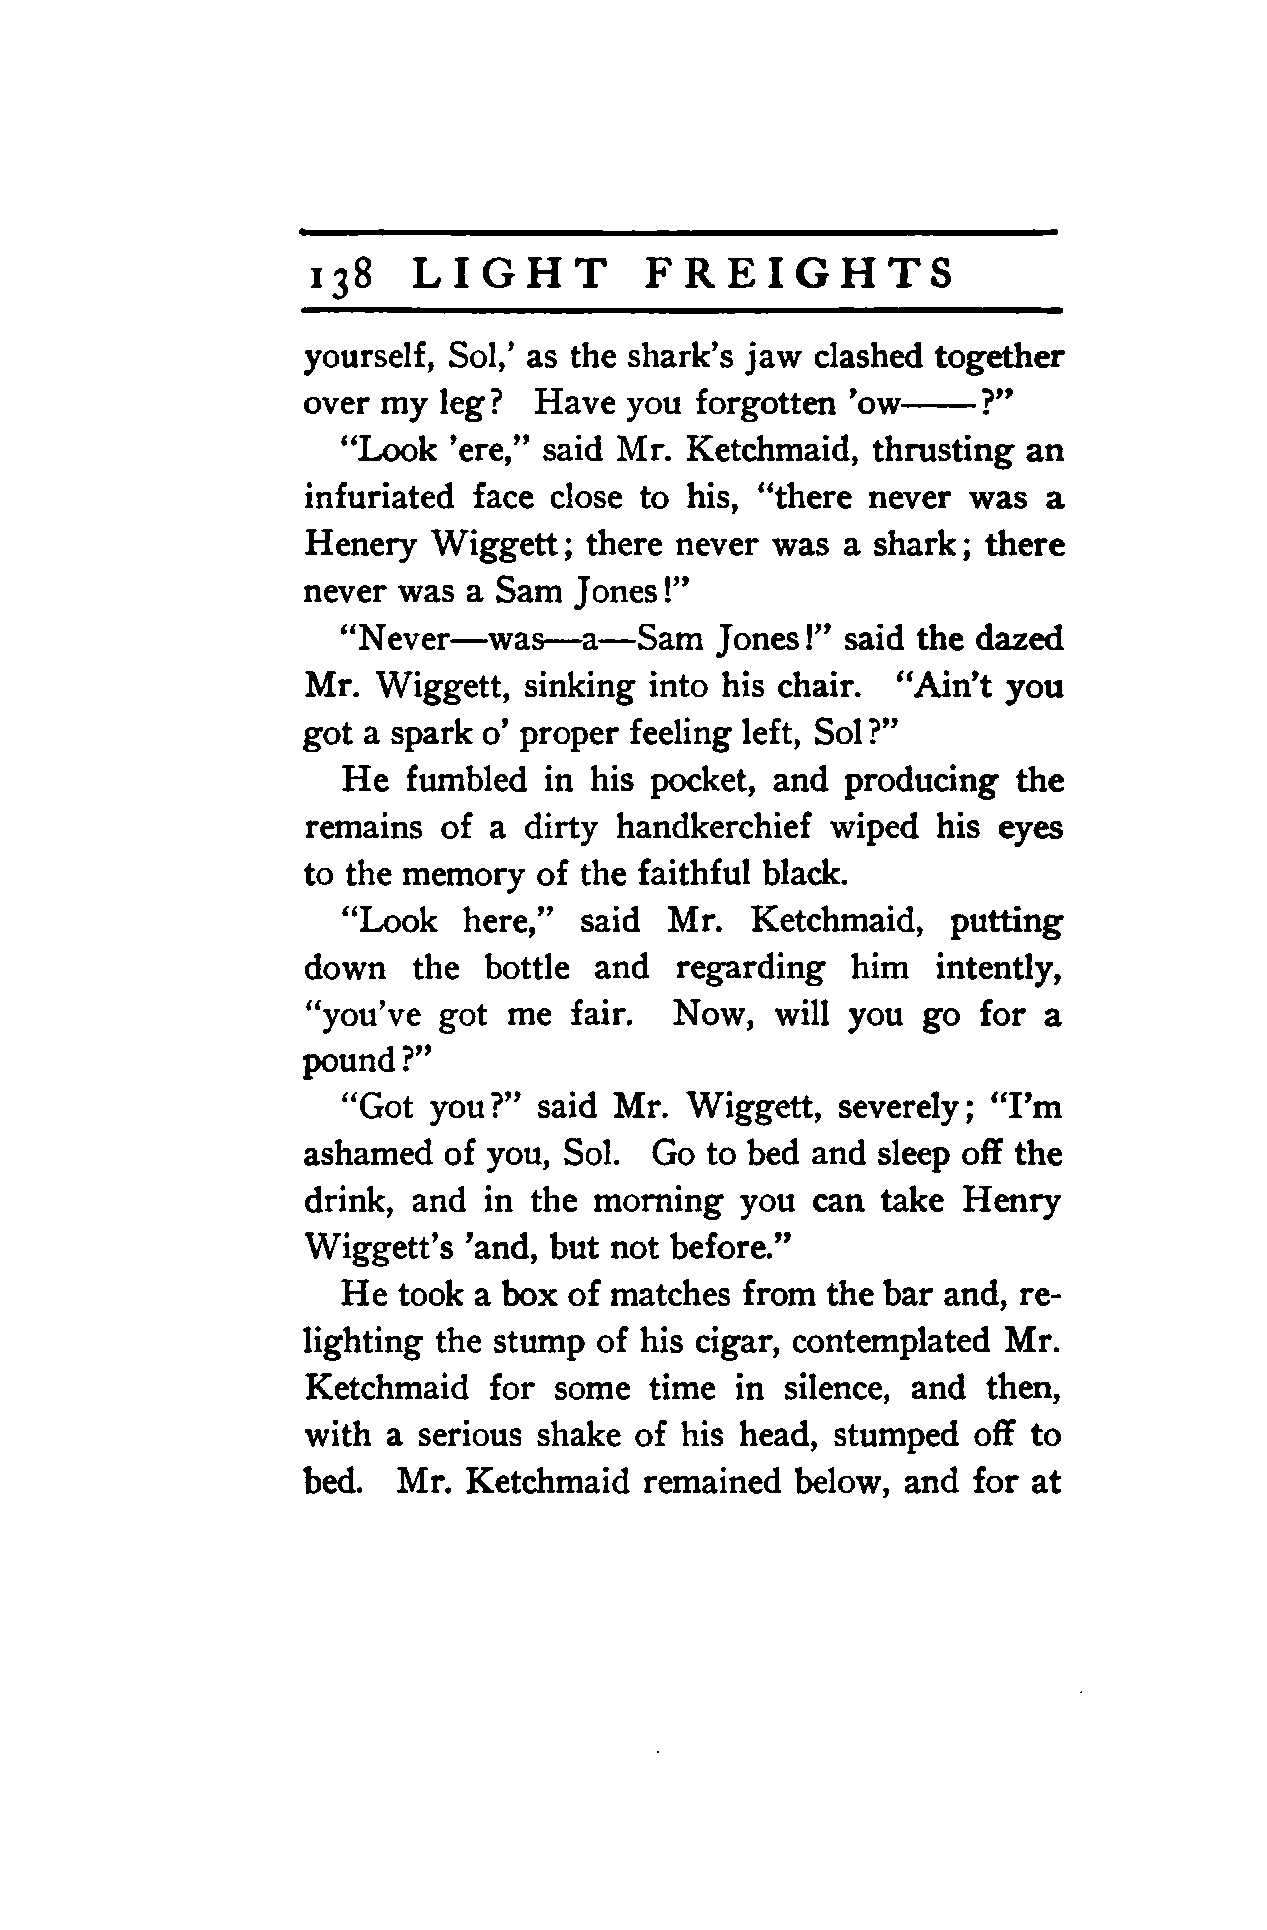 138 LIGHT FREIGHTS
yourself, Sol,' as the shark's jaw clashed together
over my leg? Have you forgotten 'ow——?"
"Look 'ere," said Mr. Ketchmaid, thrusting an
infuriated face close to his, "there never was a
Henery Wiggett; there never was a shark; there
never was a Sam Jones!"
"Never—was—a—Sam Jones!" said the dazed
Mr. Wiggett, sinking into his chair. "Ain't you
got a spark o' proper feeling left, Sol?"
He fumbled in his pocket, and producing the
remains of a dirty handkerchief wiped his eyes
to the memory of the faithful black.
"Look here," said Mr. Ketchmaid, putting
down the bottle and regarding him intently,
"you've got me fair. Now, will you go for a
pound?"
"Got you?" said Mr. Wiggett, severely; "I'm
ashamed of you, Sol. Go to bed and sleep off the
drink, and in the morning you can take Henry
Wiggett's 'and, but not before."
He took a box of matches from the bar and, re-
lighting the stump of his cigar, contemplated Mr.
Ketchmaid for some time in silence, and then,
with a serious shake of his head, stumped off to
bed. Mr. Ketchmaid remained below, and for at